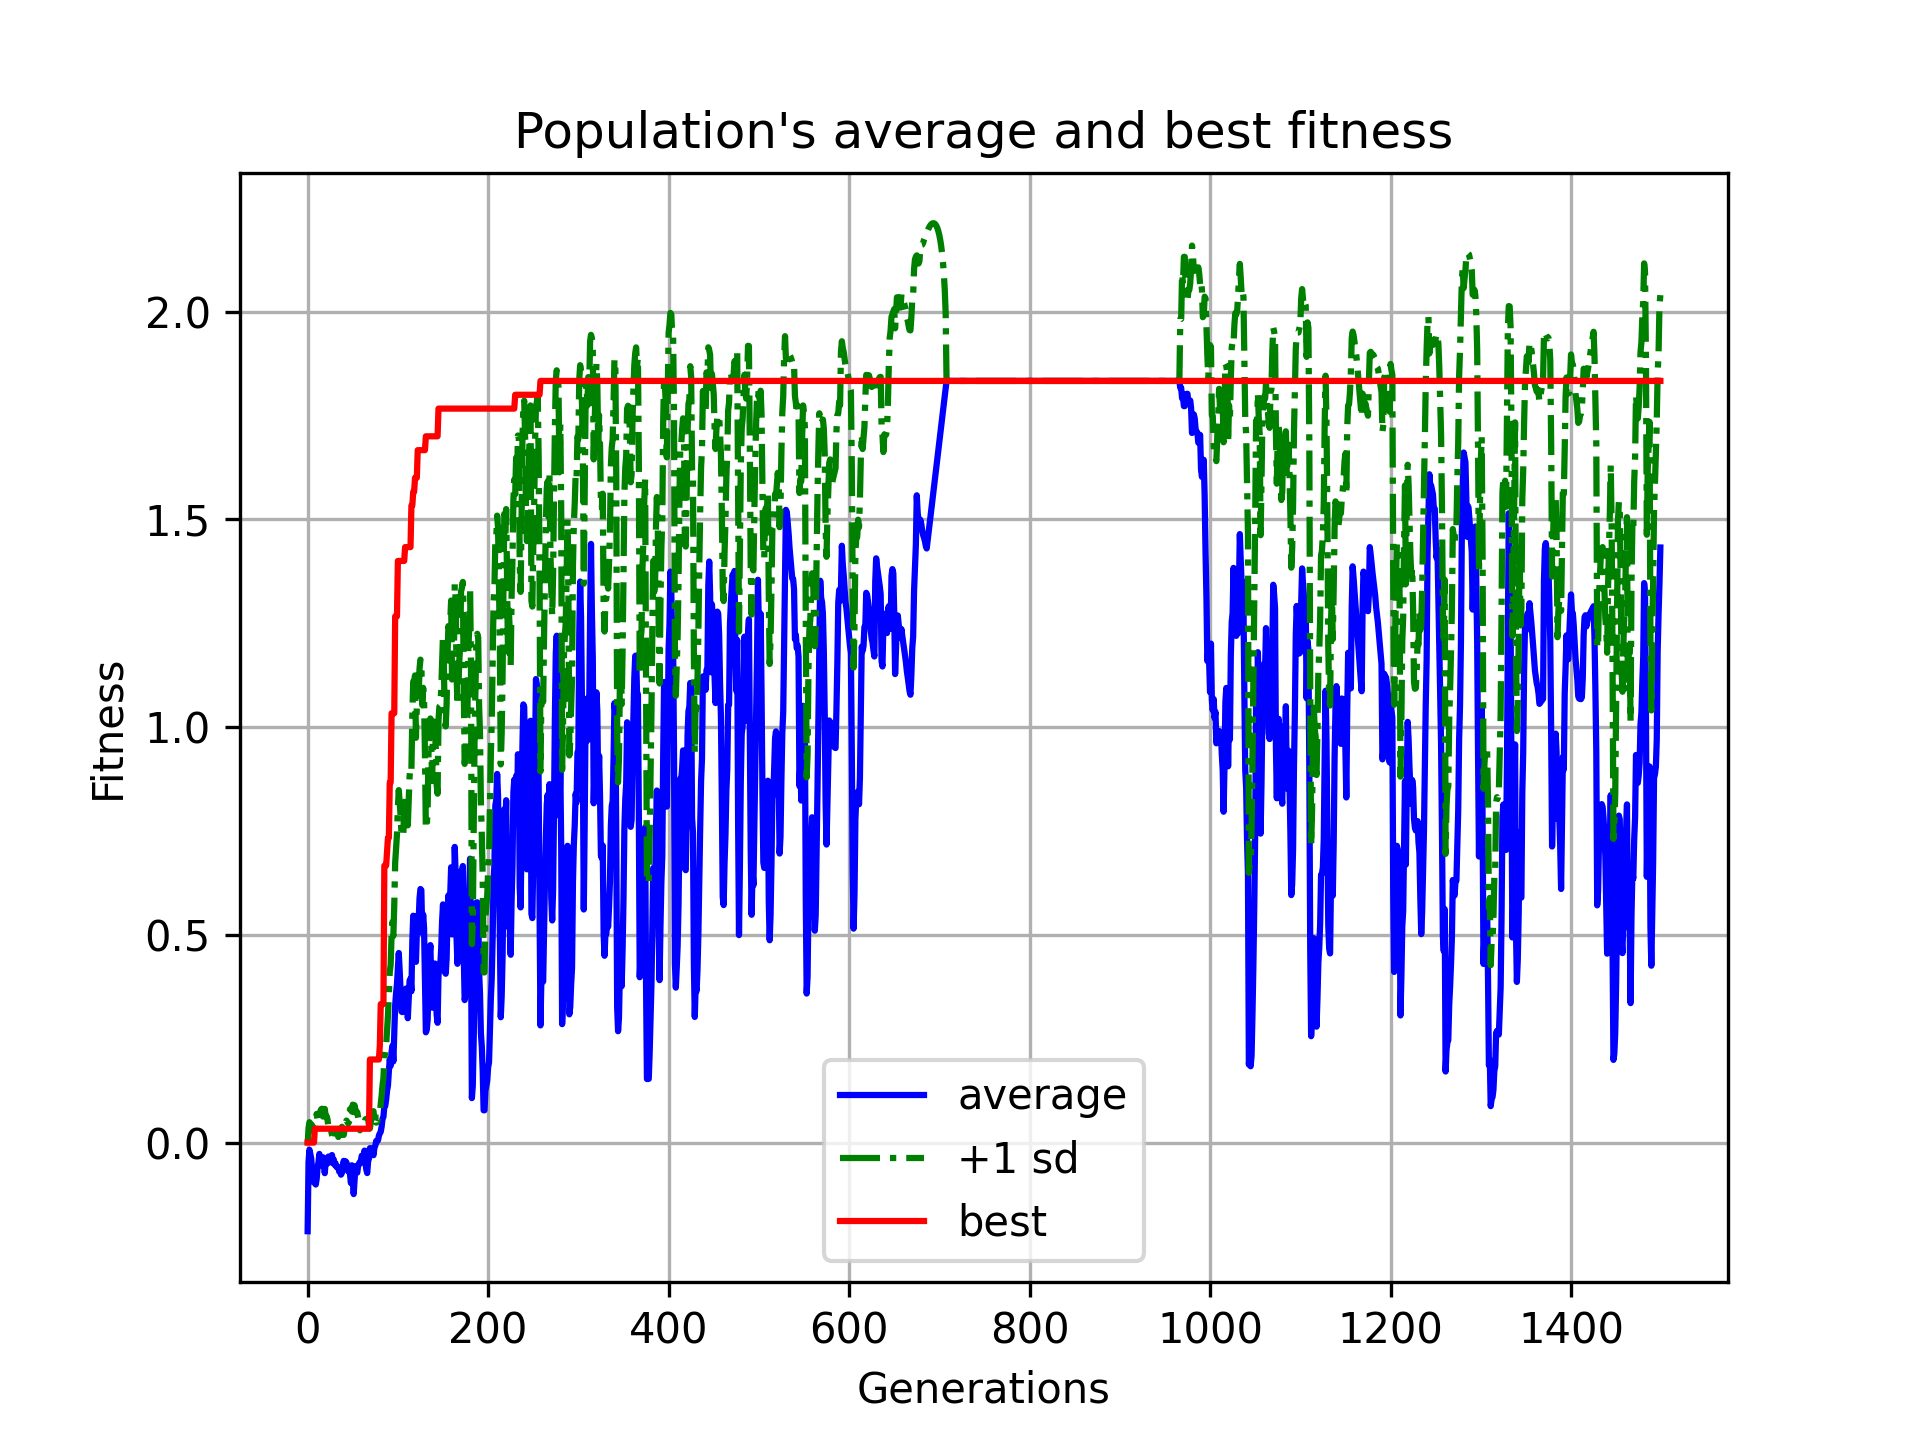 Population's average and best fitness
Fitness
2.0
1.5
1.0
0.5
0.0
average
+1 sd
best
0 200 400 600 800 1000 1200 1400
Generations